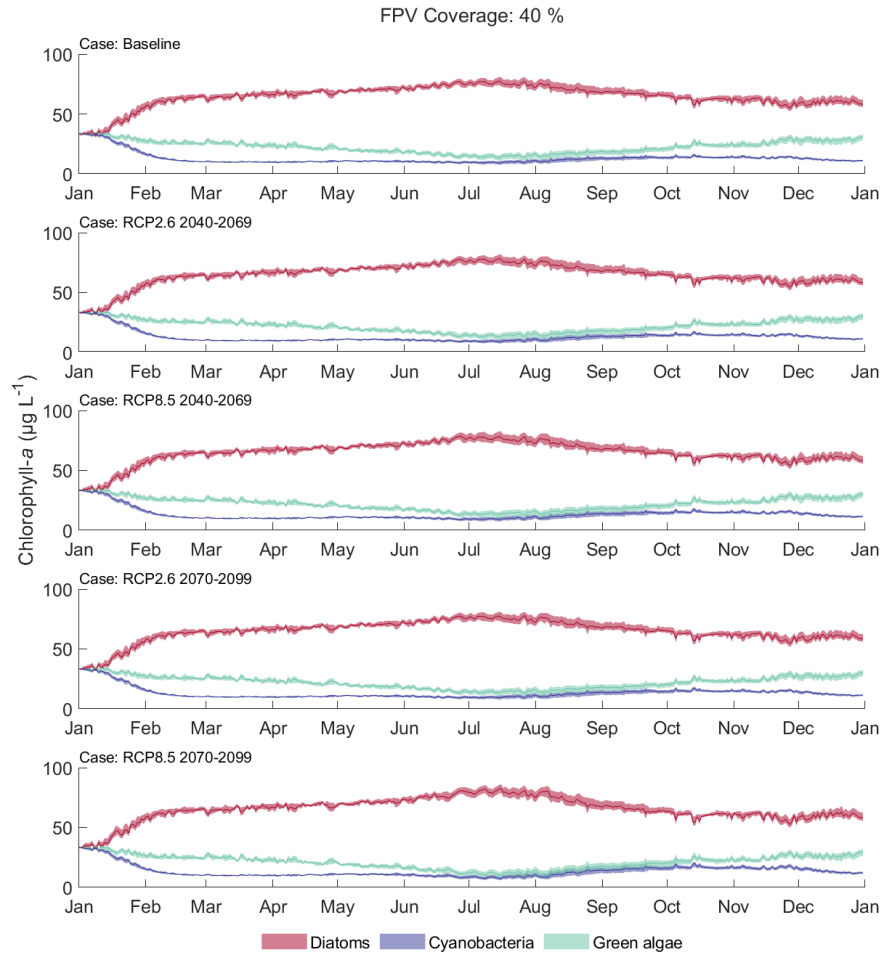 FPV Coverage: 40 %
Case: Baseline
100
50
0
Jan Feb Mar Apr May Jun Jul Aug Sep Oct Nov Dec Jan
Case: RCP2.6 2040-2069
100
50
0
Jan Feb Mar Apr May Jun Jul Aug Sep Oct Nov Dec Jan
Chlorophyll-a (µg L⁻¹)
Case: RCP8.5 2040-2069
100
50
0
Jan Feb Mar Apr May Jun Jul Aug Sep Oct Nov Dec Jan
Case: RCP2.6 2070-2099
100
50
0
Jan Feb Mar Apr May Jun Jul Aug Sep Oct Nov Dec Jan
Case: RCP8.5 2070-2099
100
50
0
Jan Feb Mar Apr May Jun Jul Aug Sep Oct Nov Dec Jan
Diatoms Cyanobacteria Green algae